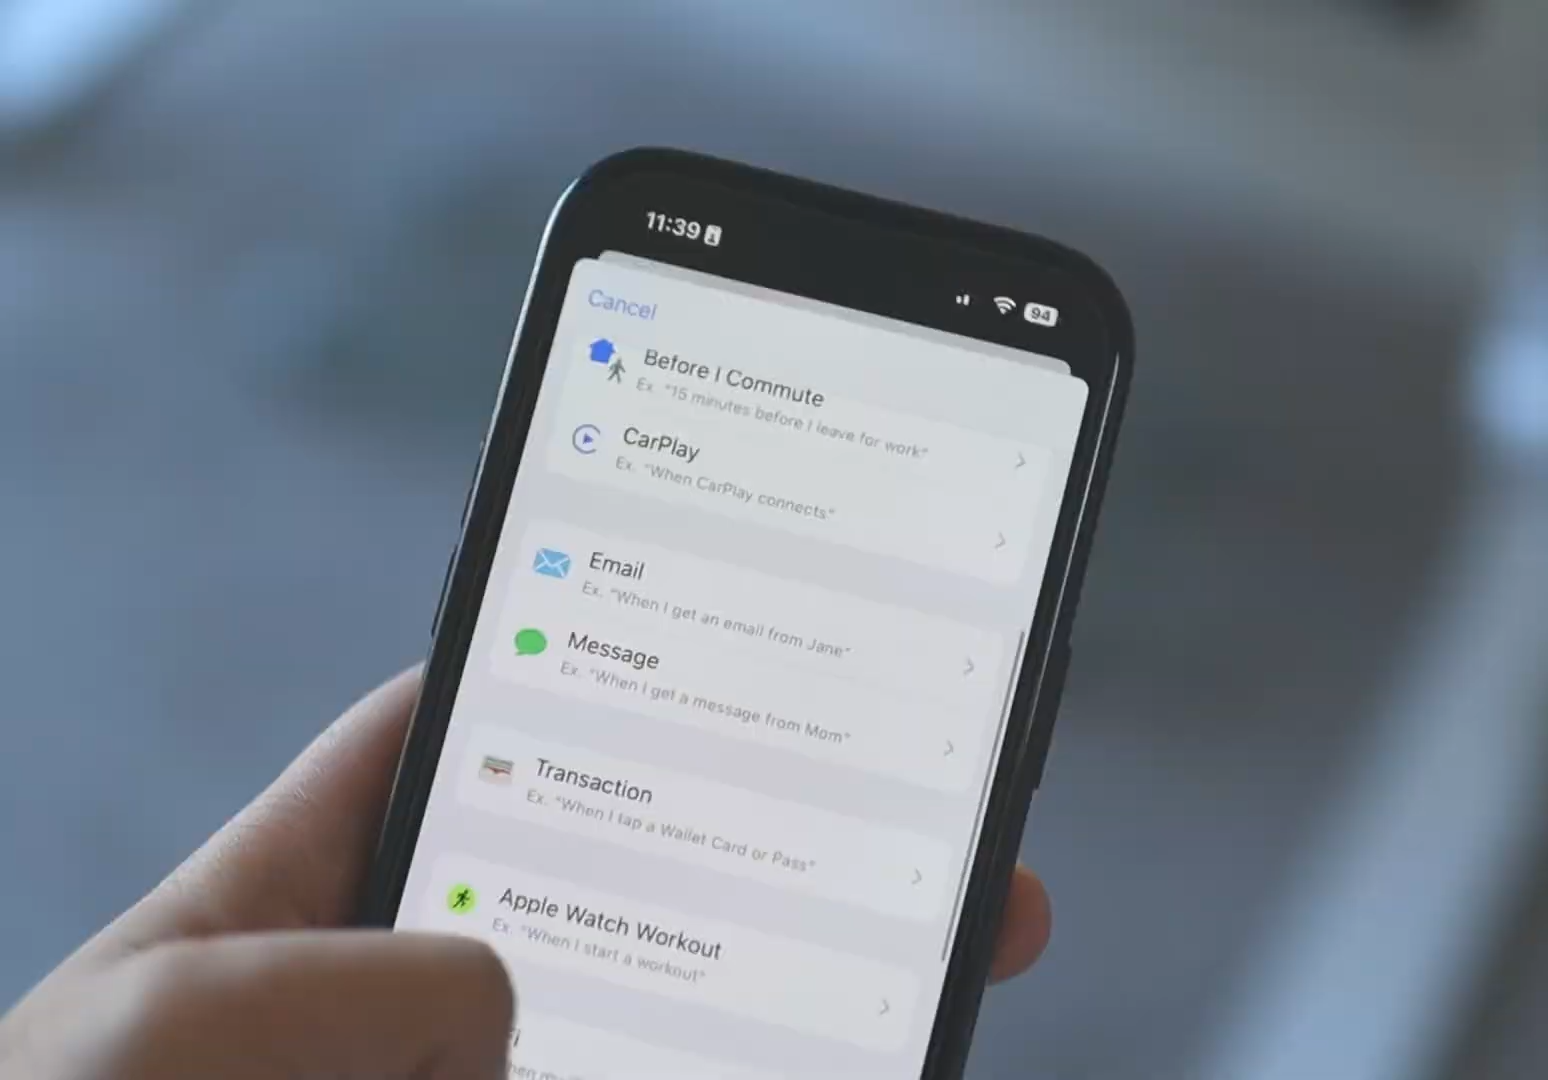 11:39
94
Cancel
Before I Commute
Ex. "15 minutes before I leave for work"
CarPlay
Ex. "When CarPlay connects"
Email
Ex. "When I get an email from Jane"
Message
Ex. "When I get a message from Mom"
Transaction
Ex. "When I tap a Wallet Card or Pass"
Apple Watch Workout
Ex. "When I start a workout"